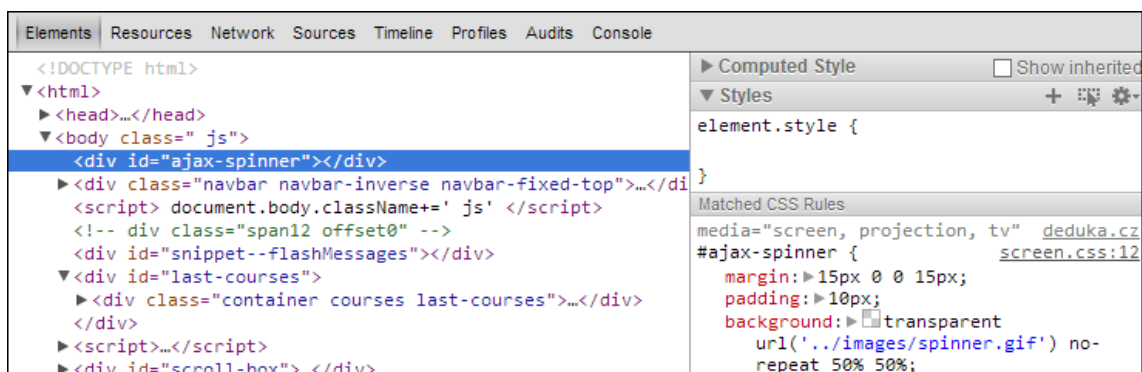 Elements Resources Network Sources Timeline Profiles Audits Console
<!DOCTYPE html>
▼<html>
▶<head>…</head>
▼<body class=" js">
<div id="ajax-spinner"></div>
▶<div class="navbar navbar-inverse navbar-fixed-top">…</di
<script> document.body.className+=' js' </script>
<!-- div class="span12 offset0" -->
<div id="snippet--flashMessages"></div>
▼<div id="last-courses">
▶<div class="container courses last-courses">…</div>
</div>
▶<script>…</script>
▶<div id="scroll-box"> </div>
▶ Computed Style Show inherited
▼ Styles
element.style {
}
Matched CSS Rules
media="screen, projection, tv" deduka.cz
#ajax-spinner { screen.css:12
margin:▶15px 0 0 15px;
padding:▶10px;
background:▶transparent
url('../images/spinner.gif') no-
repeat 50% 50%;